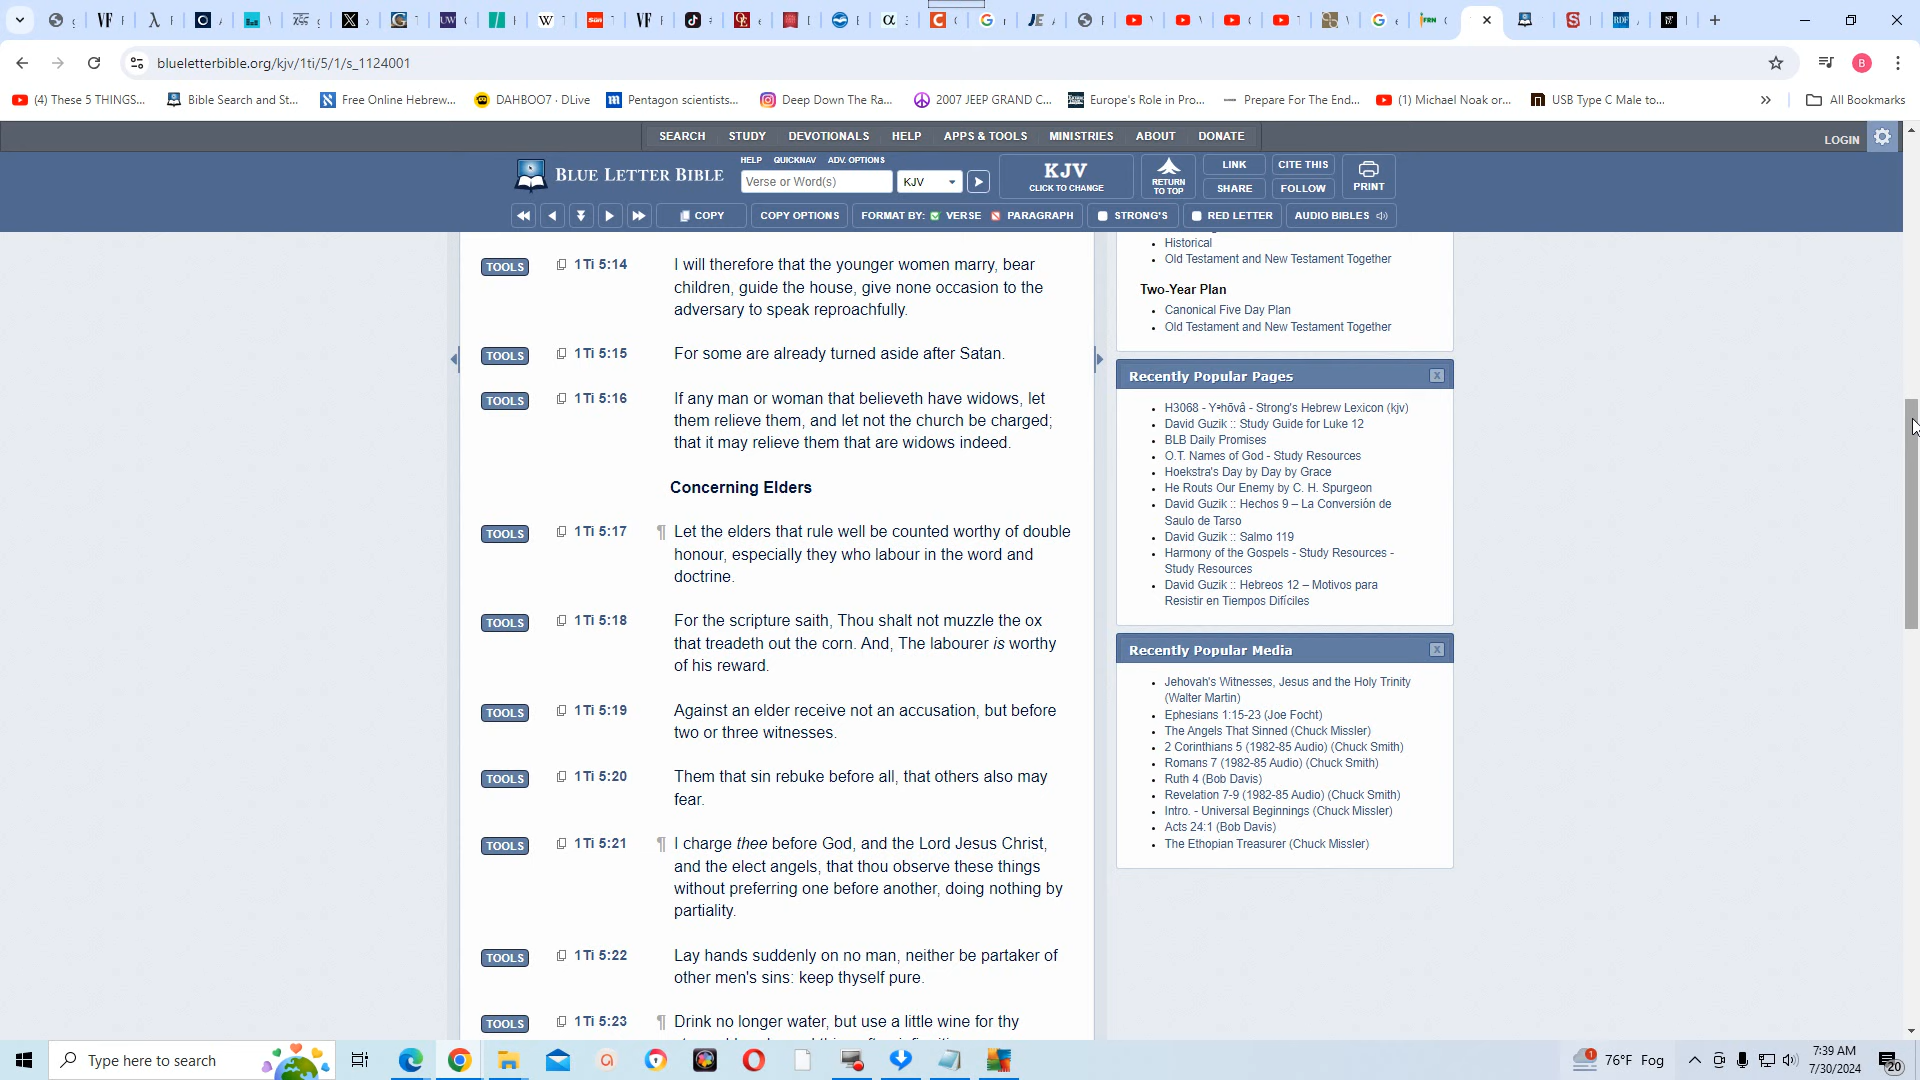 blueletterbible.org/kjv/1ti/5/1/s_1124001
(4) These 5 THINGS...
Bible Search and St...
Free Online Hebrew...
DAHBOO7 · DLive
Pentagon scientists...
Deep Down The Ra...
2007 JEEP GRAND C...
Europe's Role in Pro...
Prepare For The End...
(1) Michael Noak or...
USB Type C Male to...
» All Bookmarks
SEARCH STUDY DEVOTIONALS HELP APPS & TOOLS MINISTRIES ABOUT DONATE
LOGIN
BLUE LETTER BIBLE
HELP QUICKNAV ADV. OPTIONS
Verse or Word(s)
KJV
KJV
CLICK TO CHANGE
RETURN
TO TOP
LINK
CITE THIS
SHARE
FOLLOW
PRINT
COPY COPY OPTIONS FORMAT BY: VERSE PARAGRAPH STRONG'S RED LETTER AUDIO BIBLES
TOOLS 1Ti 5:14 I will therefore that the younger women marry, bear
children, guide the house, give none occasion to the
adversary to speak reproachfully.
TOOLS 1Ti 5:15 For some are already turned aside after Satan.
TOOLS 1Ti 5:16 If any man or woman that believeth have widows, let
them relieve them, and let not the church be charged;
that it may relieve them that are widows indeed.
Concerning Elders
TOOLS 1Ti 5:17 ¶ Let the elders that rule well be counted worthy of double
honour, especially they who labour in the word and
doctrine.
TOOLS 1Ti 5:18 For the scripture saith, Thou shalt not muzzle the ox
that treadeth out the corn. And, The labourer is worthy
of his reward.
TOOLS 1Ti 5:19 Against an elder receive not an accusation, but before
two or three witnesses.
TOOLS 1Ti 5:20 Them that sin rebuke before all, that others also may
fear.
TOOLS 1Ti 5:21 ¶ I charge thee before God, and the Lord Jesus Christ,
and the elect angels, that thou observe these things
without preferring one before another, doing nothing by
partiality.
TOOLS 1Ti 5:22 Lay hands suddenly on no man, neither be partaker of
other men's sins: keep thyself pure.
TOOLS 1Ti 5:23 ¶ Drink no longer water, but use a little wine for thy
Historical
Old Testament and New Testament Together
Two-Year Plan
Canonical Five Day Plan
Old Testament and New Testament Together
Recently Popular Pages
H3068 - Yᵊhōvâ - Strong's Hebrew Lexicon (kjv)
David Guzik :: Study Guide for Luke 12
BLB Daily Promises
O.T. Names of God - Study Resources
Hoekstra's Day by Day by Grace
He Routs Our Enemy by C. H. Spurgeon
David Guzik :: Hechos 9 – La Conversión de
Saulo de Tarso
David Guzik :: Salmo 119
Harmony of the Gospels - Study Resources -
Study Resources
David Guzik :: Hebreos 12 – Motivos para
Resistir en Tiempos Difíciles
Recently Popular Media
Jehovah's Witnesses, Jesus and the Holy Trinity
(Walter Martin)
Ephesians 1:15-23 (Joe Focht)
The Angels That Sinned (Chuck Missler)
2 Corinthians 5 (1982-85 Audio) (Chuck Smith)
Romans 7 (1982-85 Audio) (Chuck Smith)
Ruth 4 (Bob Davis)
Revelation 7-9 (1982-85 Audio) (Chuck Smith)
Intro. - Universal Beginnings (Chuck Missler)
Acts 24:1 (Bob Davis)
The Ethopian Treasurer (Chuck Missler)
Type here to search
76°F Fog
7:39 AM
7/30/2024
20